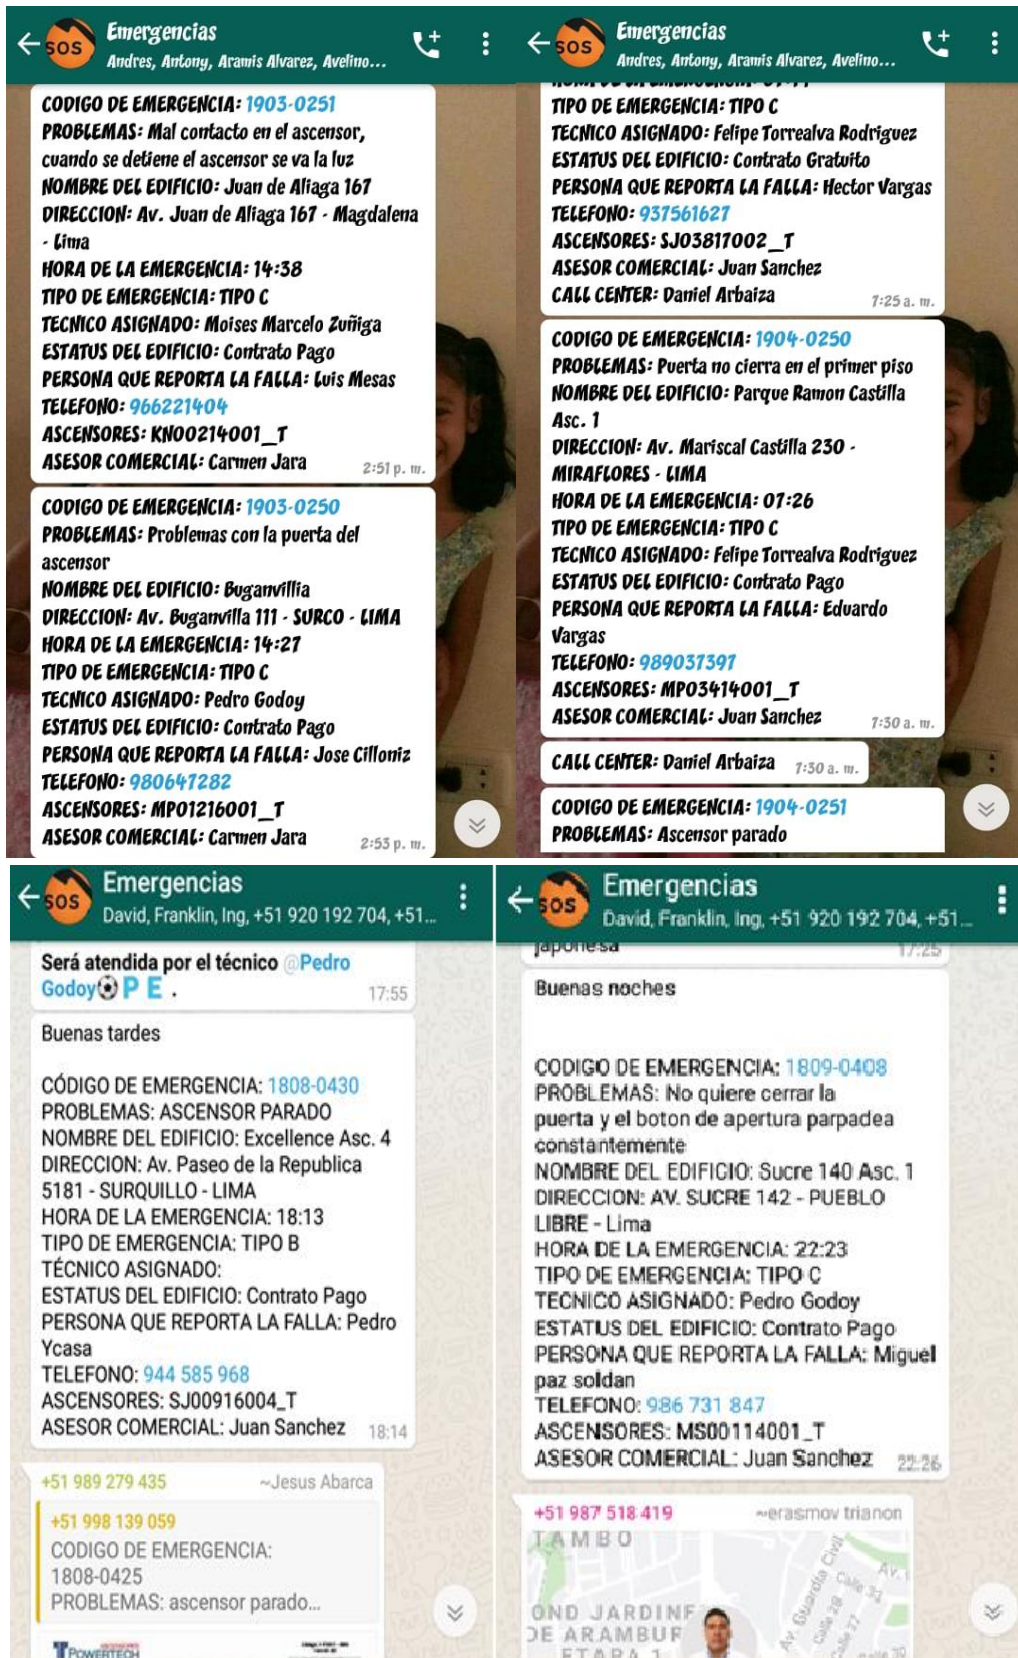 Emergencias
Andres, Antony, Aramis Alvarez, Avelino...
CODIGO DE EMERGENCIA: 1903-0251
PROBLEMAS: Mal contacto en el ascensor,
cuando se detiene el ascensor se va la luz
NOMBRE DEL EDIFICIO: Juan de Aliaga 167
DIRECCION: Av. Juan de Aliaga 167 - Magdalena
- Lima
HORA DE LA EMERGENCIA: 14:38
TIPO DE EMERGENCIA: TIPO C
TECNICO ASIGNADO: Moises Marcelo Zuñiga
ESTATUS DEL EDIFICIO: Contrato Pago
PERSONA QUE REPORTA LA FALLA: Luis Mesas
TELEFONO: 966221404
ASCENSORES: KN00214001_T
ASESOR COMERCIAL: Carmen Jara
2:51 p. m.
CODIGO DE EMERGENCIA: 1903-0250
PROBLEMAS: Problemas con la puerta del
ascensor
NOMBRE DEL EDIFICIO: Buganvillia
DIRECCION: Av. Buganvilla 111 - SURCO - LIMA
HORA DE LA EMERGENCIA: 14:27
TIPO DE EMERGENCIA: TIPO C
TECNICO ASIGNADO: Pedro Godoy
ESTATUS DEL EDIFICIO: Contrato Pago
PERSONA QUE REPORTA LA FALLA: Jose Cilloniz
TELEFONO: 980647282
ASCENSORES: MP01216001_T
ASESOR COMERCIAL: Carmen Jara
2:53 p. m.
SOS
Emergencias
Andres, Antony, Aramis Alvarez, Avelino...
SOS
TIPO DE EMERGENCIA: TIPO C
TECNICO ASIGNADO: Felipe Torrealva Rodriguez
ESTATUS DEL EDIFICIO: Contrato Gratuito
PERSONA QUE REPORTA LA FALLA: Hector Vargas
TELEFONO: 937561627
ASCENSORES: SJ03817002_T
ASESOR COMERCIAL: Juan Sanchez
CALL CENTER: Daniel Arbaiza
7:25 a. m.
CODIGO DE EMERGENCIA: 1904-0250
PROBLEMAS: Puerta no cierra en el primer piso
NOMBRE DEL EDIFICIO: Parque Ramon Castilla
Asc. 1
DIRECCION: Av. Mariscal Castilla 230 -
MIRAFLORES - LIMA
HORA DE LA EMERGENCIA: 07:26
TIPO DE EMERGENCIA: TIPO C
TECNICO ASIGNADO: Felipe Torrealva Rodriguez
ESTATUS DEL EDIFICIO: Contrato Pago
PERSONA QUE REPORTA LA FALLA: Eduardo
Vargas
TELEFONO: 989037397
ASCENSORES: MP03414001_T
ASESOR COMERCIAL: Juan Sanchez
7:30 a. m.
CALL CENTER: Daniel Arbaiza
7:30 a. m.
CODIGO DE EMERGENCIA: 1904-0251
PROBLEMAS: Ascensor parado
SOS
Emergencias
David, Franklin, Ing, +51 920 192 704, +51...
Será atendida por el técnico @Pedro
Godoy⚽ P E .
17:55
Buenas tardes
CÓDIGO DE EMERGENCIA: 1808-0430
PROBLEMAS: ASCENSOR PARADO
NOMBRE DEL EDIFICIO: Excellence Asc. 4
DIRECCION: Av. Paseo de la Republica
5181 - SURQUILLO - LIMA
HORA DE LA EMERGENCIA: 18:13
TIPO DE EMERGENCIA: TIPO B
TÉCNICO ASIGNADO:
ESTATUS DEL EDIFICIO: Contrato Pago
PERSONA QUE REPORTA LA FALLA: Pedro
Ycasa
TELEFONO: 944 585 968
ASCENSORES: SJ00916004_T
ASESOR COMERCIAL: Juan Sanchez
18:14
+51 989 279 435 ~Jesus Abarca
+51 998 139 059
CODIGO DE EMERGENCIA:
1808-0425
PROBLEMAS: ascensor parado...
POWERTECH
SOS
Emergencias
David, Franklin, Ing, +51 920 192 704, +51...
japonesa
17:25
Buenas noches
CODIGO DE EMERGENCIA: 1809-0408
PROBLEMAS: No quiere cerrar la
puerta y el boton de apertura parpadea
constantemente
NOMBRE DEL EDIFICIO: Sucre 140 Asc. 1
DIRECCION: AV. SUCRE 142 - PUEBLO
LIBRE - Lima
HORA DE LA EMERGENCIA: 22:23
TIPO DE EMERGENCIA: TIPO C
TECNICO ASIGNADO: Pedro Godoy
ESTATUS DEL EDIFICIO: Contrato Pago
PERSONA QUE REPORTA LA FALLA: Miguel
paz soldan
TELEFONO: 986 731 847
ASCENSORES: MS00114001_T
ASESOR COMERCIAL: Juan Sanchez
22:26
+51 987 518 419 ~erasmov trianon
TAMBO
OND JARDINE
DE ARAMBUR
ETAPA 1
Av. Guardia Civil